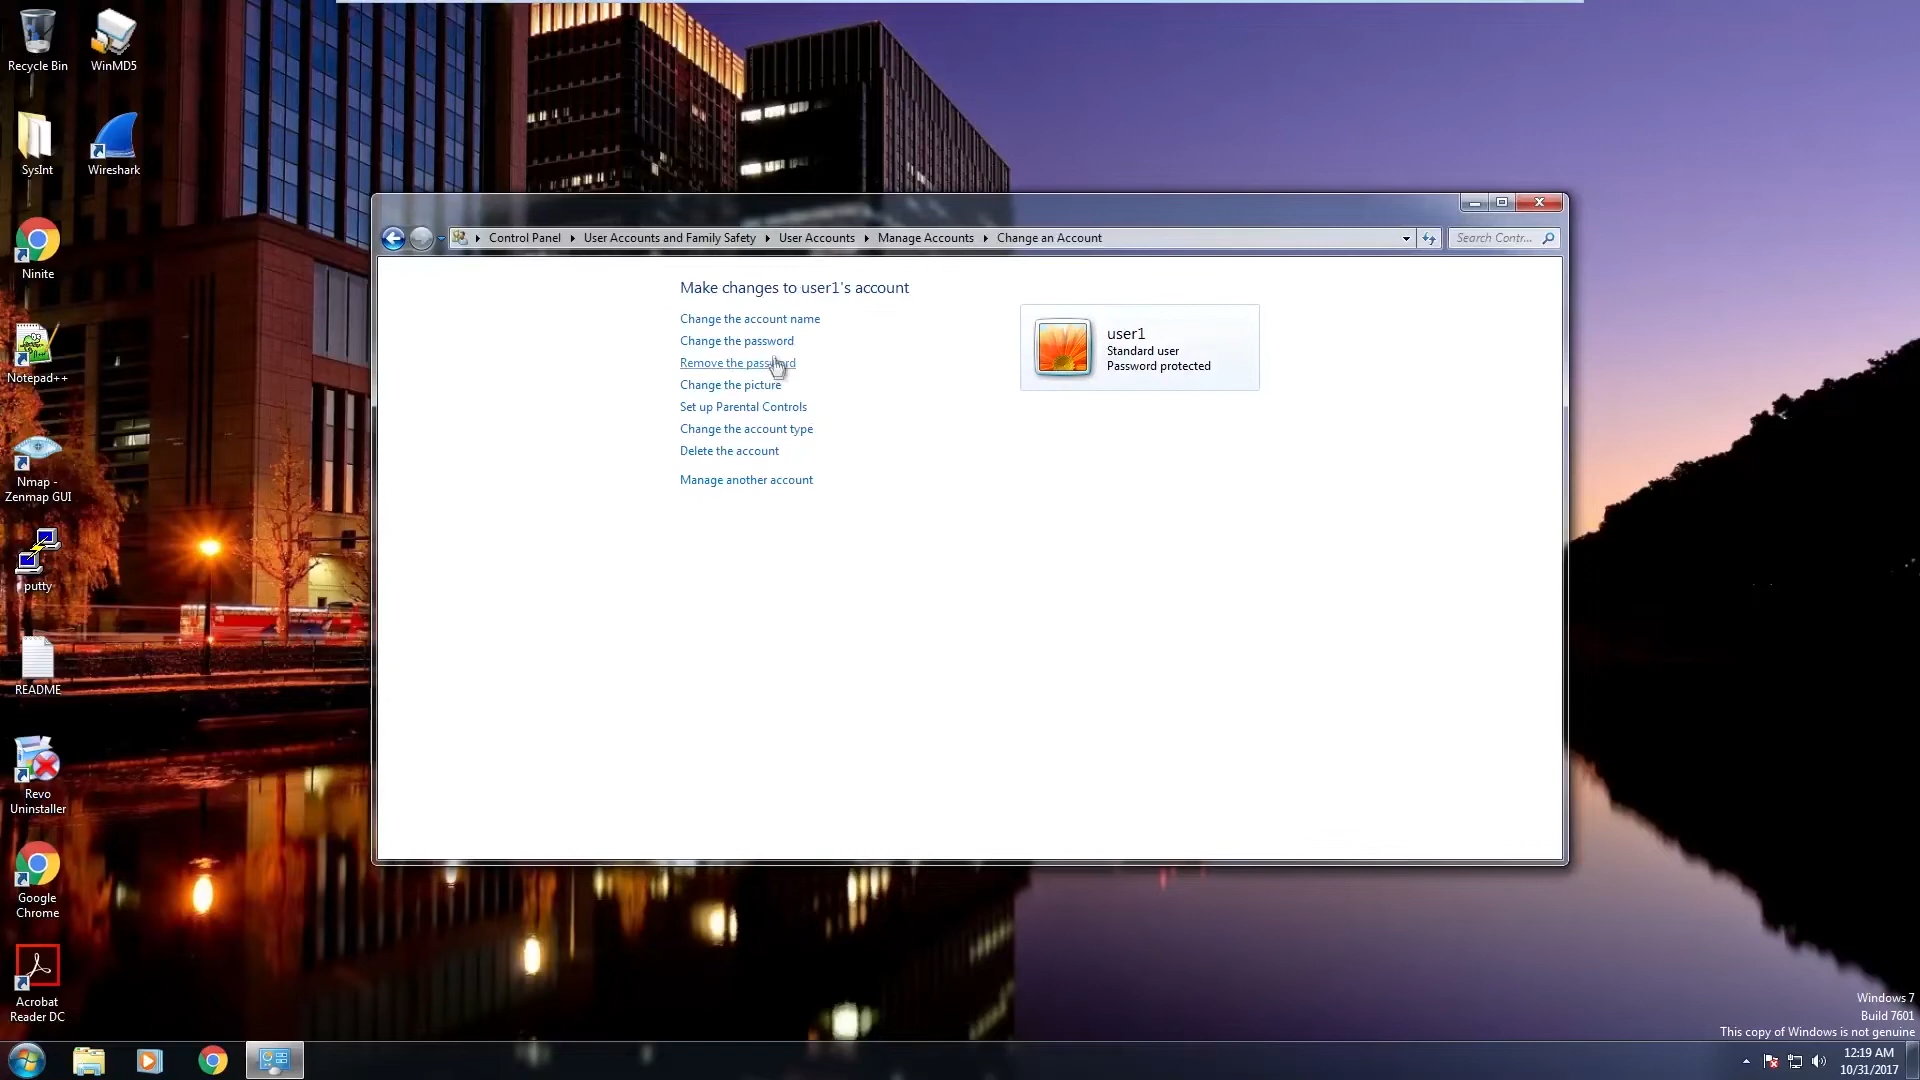 Recycle Bin
WinMD5
SysInt
Wireshark
Ninite
Notepad++
Nmap -
Zenmap GUI
putty
README
Revo
Uninstaller
Google
Chrome
Acrobat
Reader DC
Control Panel
User Accounts and Family Safety
User Accounts
Manage Accounts
Change an Account
Search Contr...
Make changes to user1's account
Change the account name
Change the password
Remove the password
Change the picture
Set up Parental Controls
Change the account type
Delete the account
Manage another account
user1
Standard user
Password protected
Windows 7
Build 7601
This copy of Windows is not genuine
12:19 AM
10/31/2017